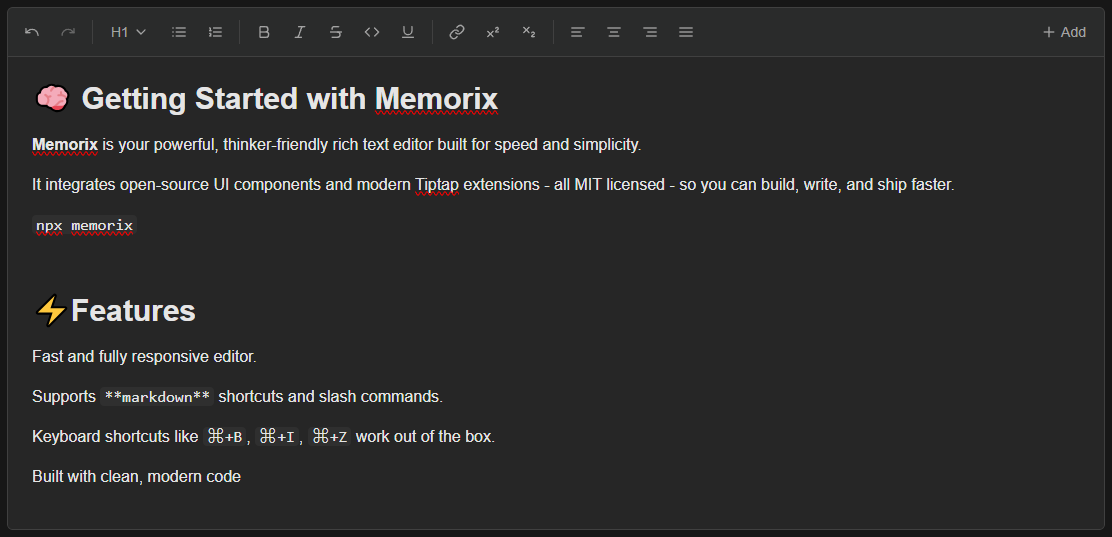 H1
Add
🧠 Getting Started with Memorix
Memorix is your powerful, thinker-friendly rich text editor built for speed and simplicity.
It integrates open-source UI components and modern Tiptap extensions - all MIT licensed - so you can build, write, and ship faster.
npx memorix
⚡Features
Fast and fully responsive editor.
Supports **markdown** shortcuts and slash commands.
Keyboard shortcuts like ⌘+B, ⌘+I, ⌘+Z work out of the box.
Built with clean, modern code